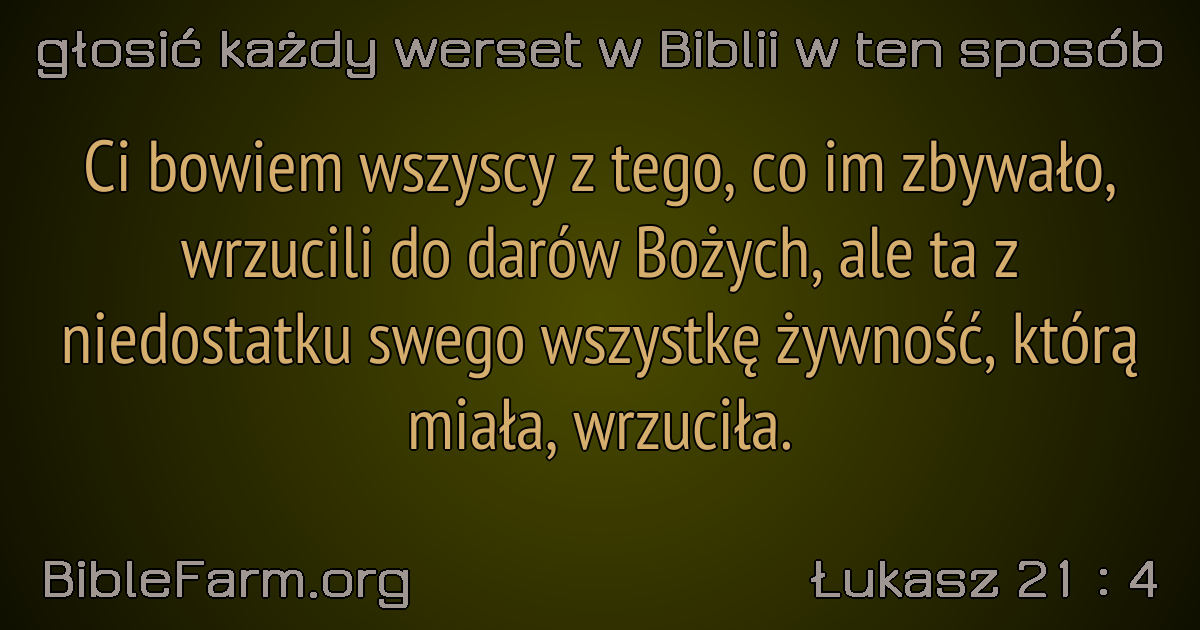 głosić każdy werset w Biblii w ten sposób
Ci bowiem wszyscy z tego, co im zbywało,
wrzucili do darów Bożych, ale ta z
niedostatku swego wszystkę żywność, którą
miała, wrzuciła.
BibleFarm.org
Łukasz 21 : 4